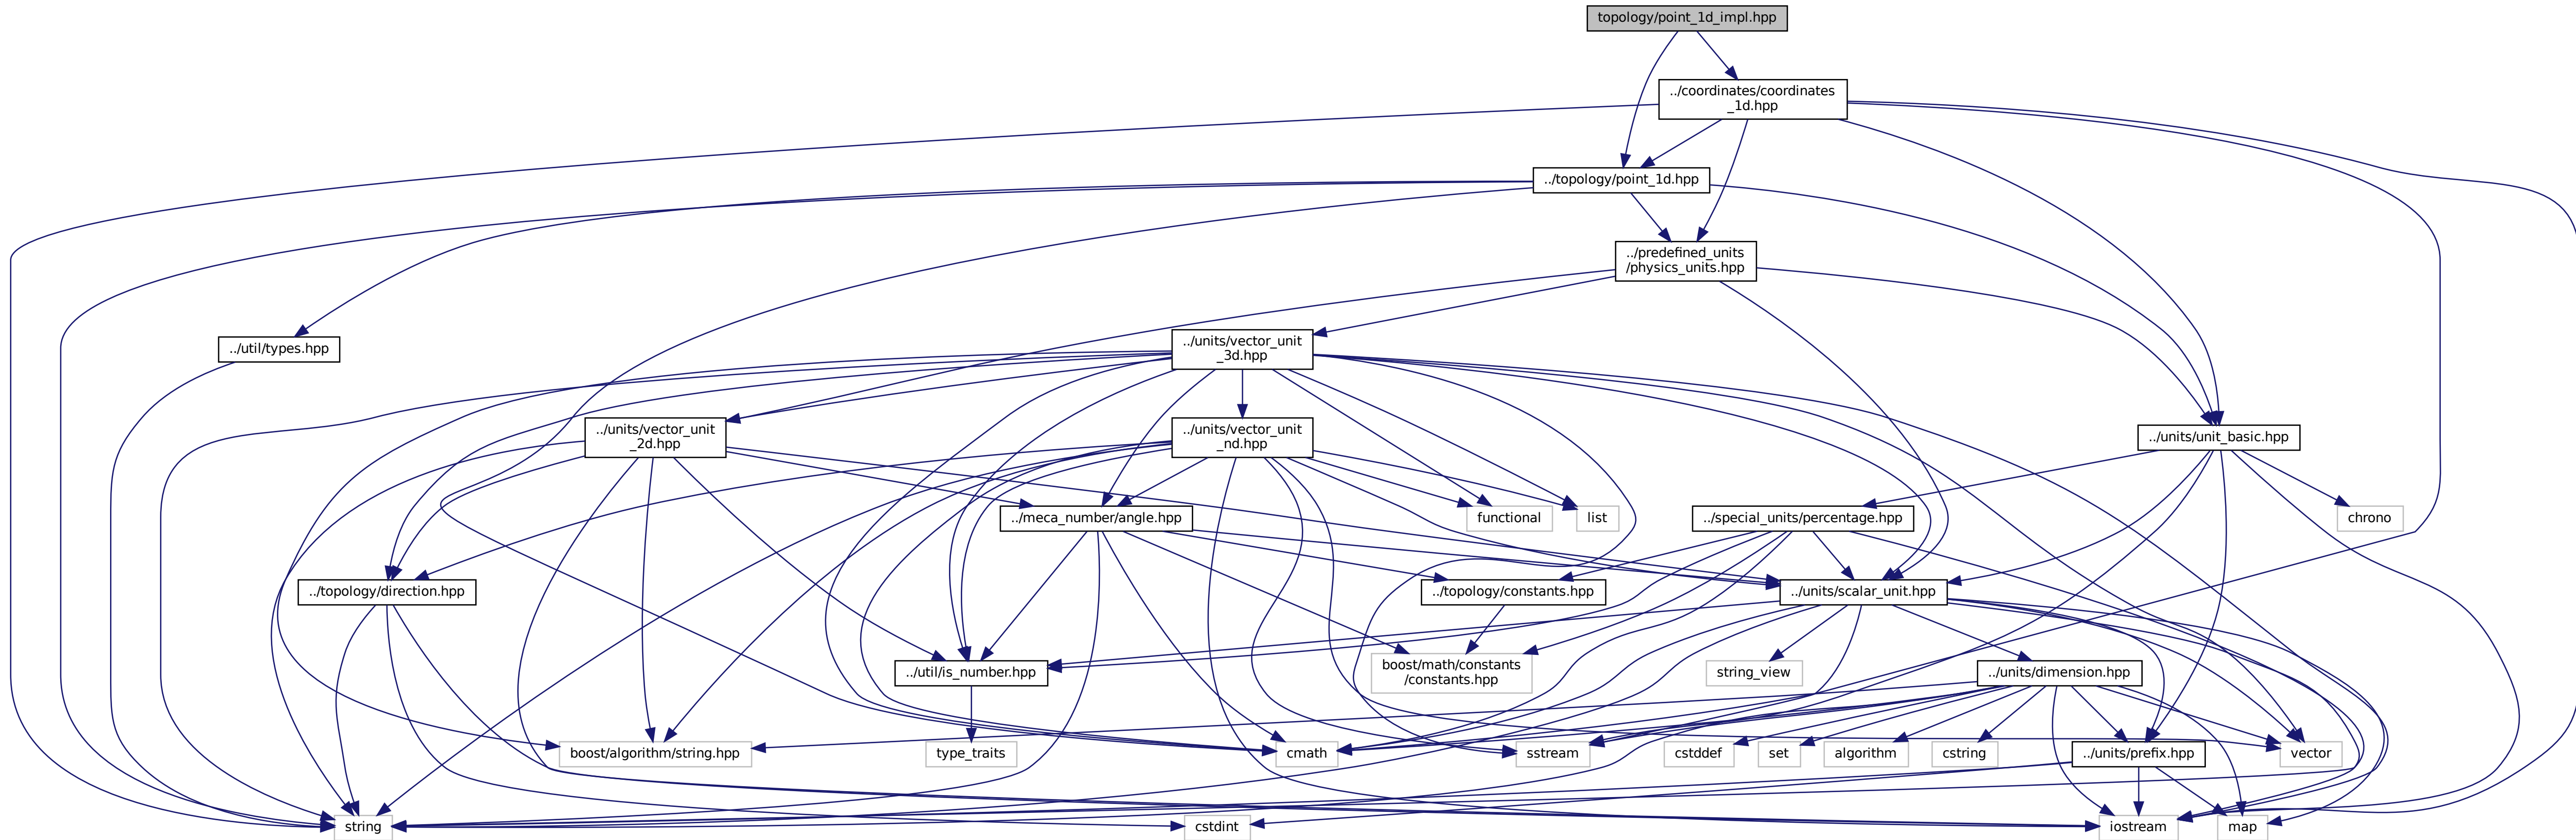 topology/point_1d_impl.hpp
../coordinates/coordinates
_1d.hpp
../topology/point_1d.hpp
../predefined_units
/physics_units.hpp
../util/types.hpp
../units/vector_unit
_3d.hpp
../units/vector_unit
_2d.hpp
../units/vector_unit
_nd.hpp
../units/unit_basic.hpp
../meca_number/angle.hpp
functional
list
../special_units/percentage.hpp
chrono
../topology/direction.hpp
../topology/constants.hpp
../units/scalar_unit.hpp
../util/is_number.hpp
boost/math/constants
/constants.hpp
string_view
../units/dimension.hpp
boost/algorithm/string.hpp
type_traits
cmath
sstream
cstddef
set
algorithm
cstring
../units/prefix.hpp
vector
string
cstdint
iostream
map